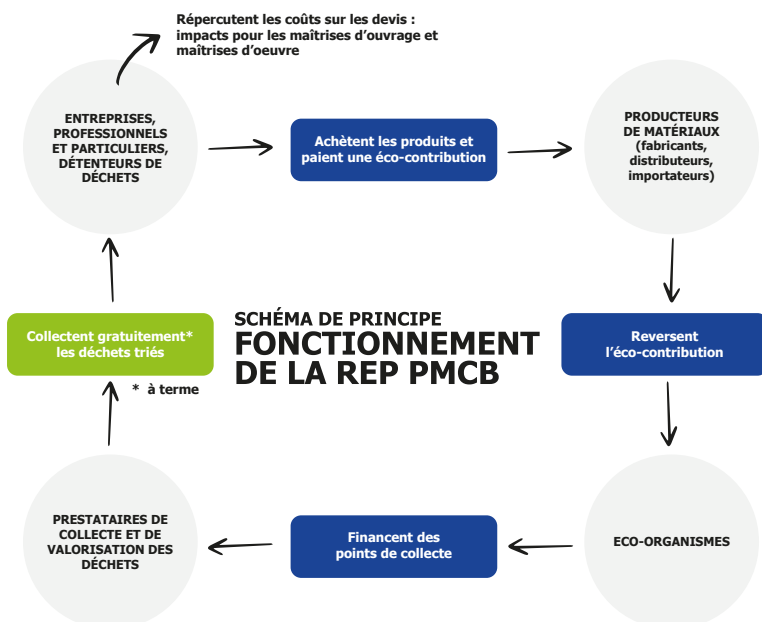 Répercutent les coûts sur les devis :
impacts pour les maîtrises d'ouvrage et
maîtrises d'oeuvre
ENTREPRISES,
PROFESSIONNELS
ET PARTICULIERS,
DÉTENTEURS DE
DÉCHETS
Achètent les produits et
paient une éco-contribution
PRODUCTEURS
DE MATÉRIAUX
(fabricants,
distributeurs,
importateurs)
Collectent gratuitement*
les déchets triés
* à terme
SCHÉMA DE PRINCIPE
FONCTIONNEMENT
DE LA REP PMCB
Reversent
l'éco-contribution
PRESTATAIRES DE
COLLECTE ET DE
VALORISATION DES
DÉCHETS
Financent des
points de collecte
ECO-ORGANISMES